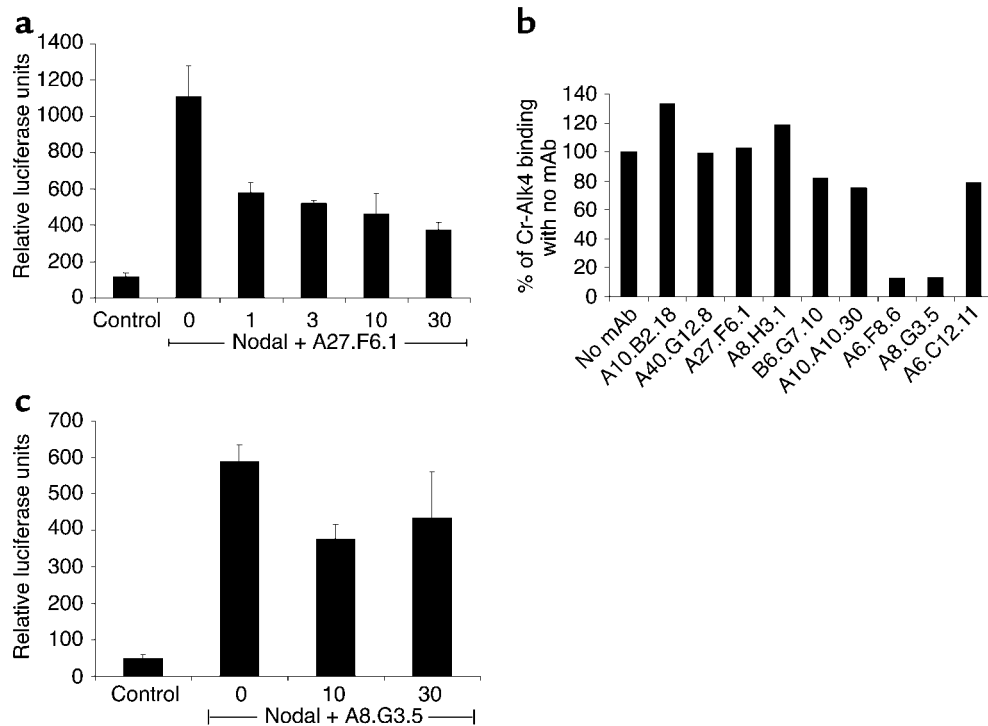 a
Relative luciferase units
1400
1200
1000
800
600
400
200
0
Control
0
1
3
10
30
Nodal + A27.F6.1
b
% of Cr-Alk4 binding
with no mAb
140
120
100
80
60
40
20
0
No mAb
A10.B2.18
A40.G12.8
A27.F6.1
A8.H3.1
B6.G7.10
A10.A10.30
A6.F8.6
A8.G3.5
A6.C12.11
c
Relative luciferase units
700
600
500
400
300
200
100
0
Control
0
10
30
Nodal + A8.G3.5